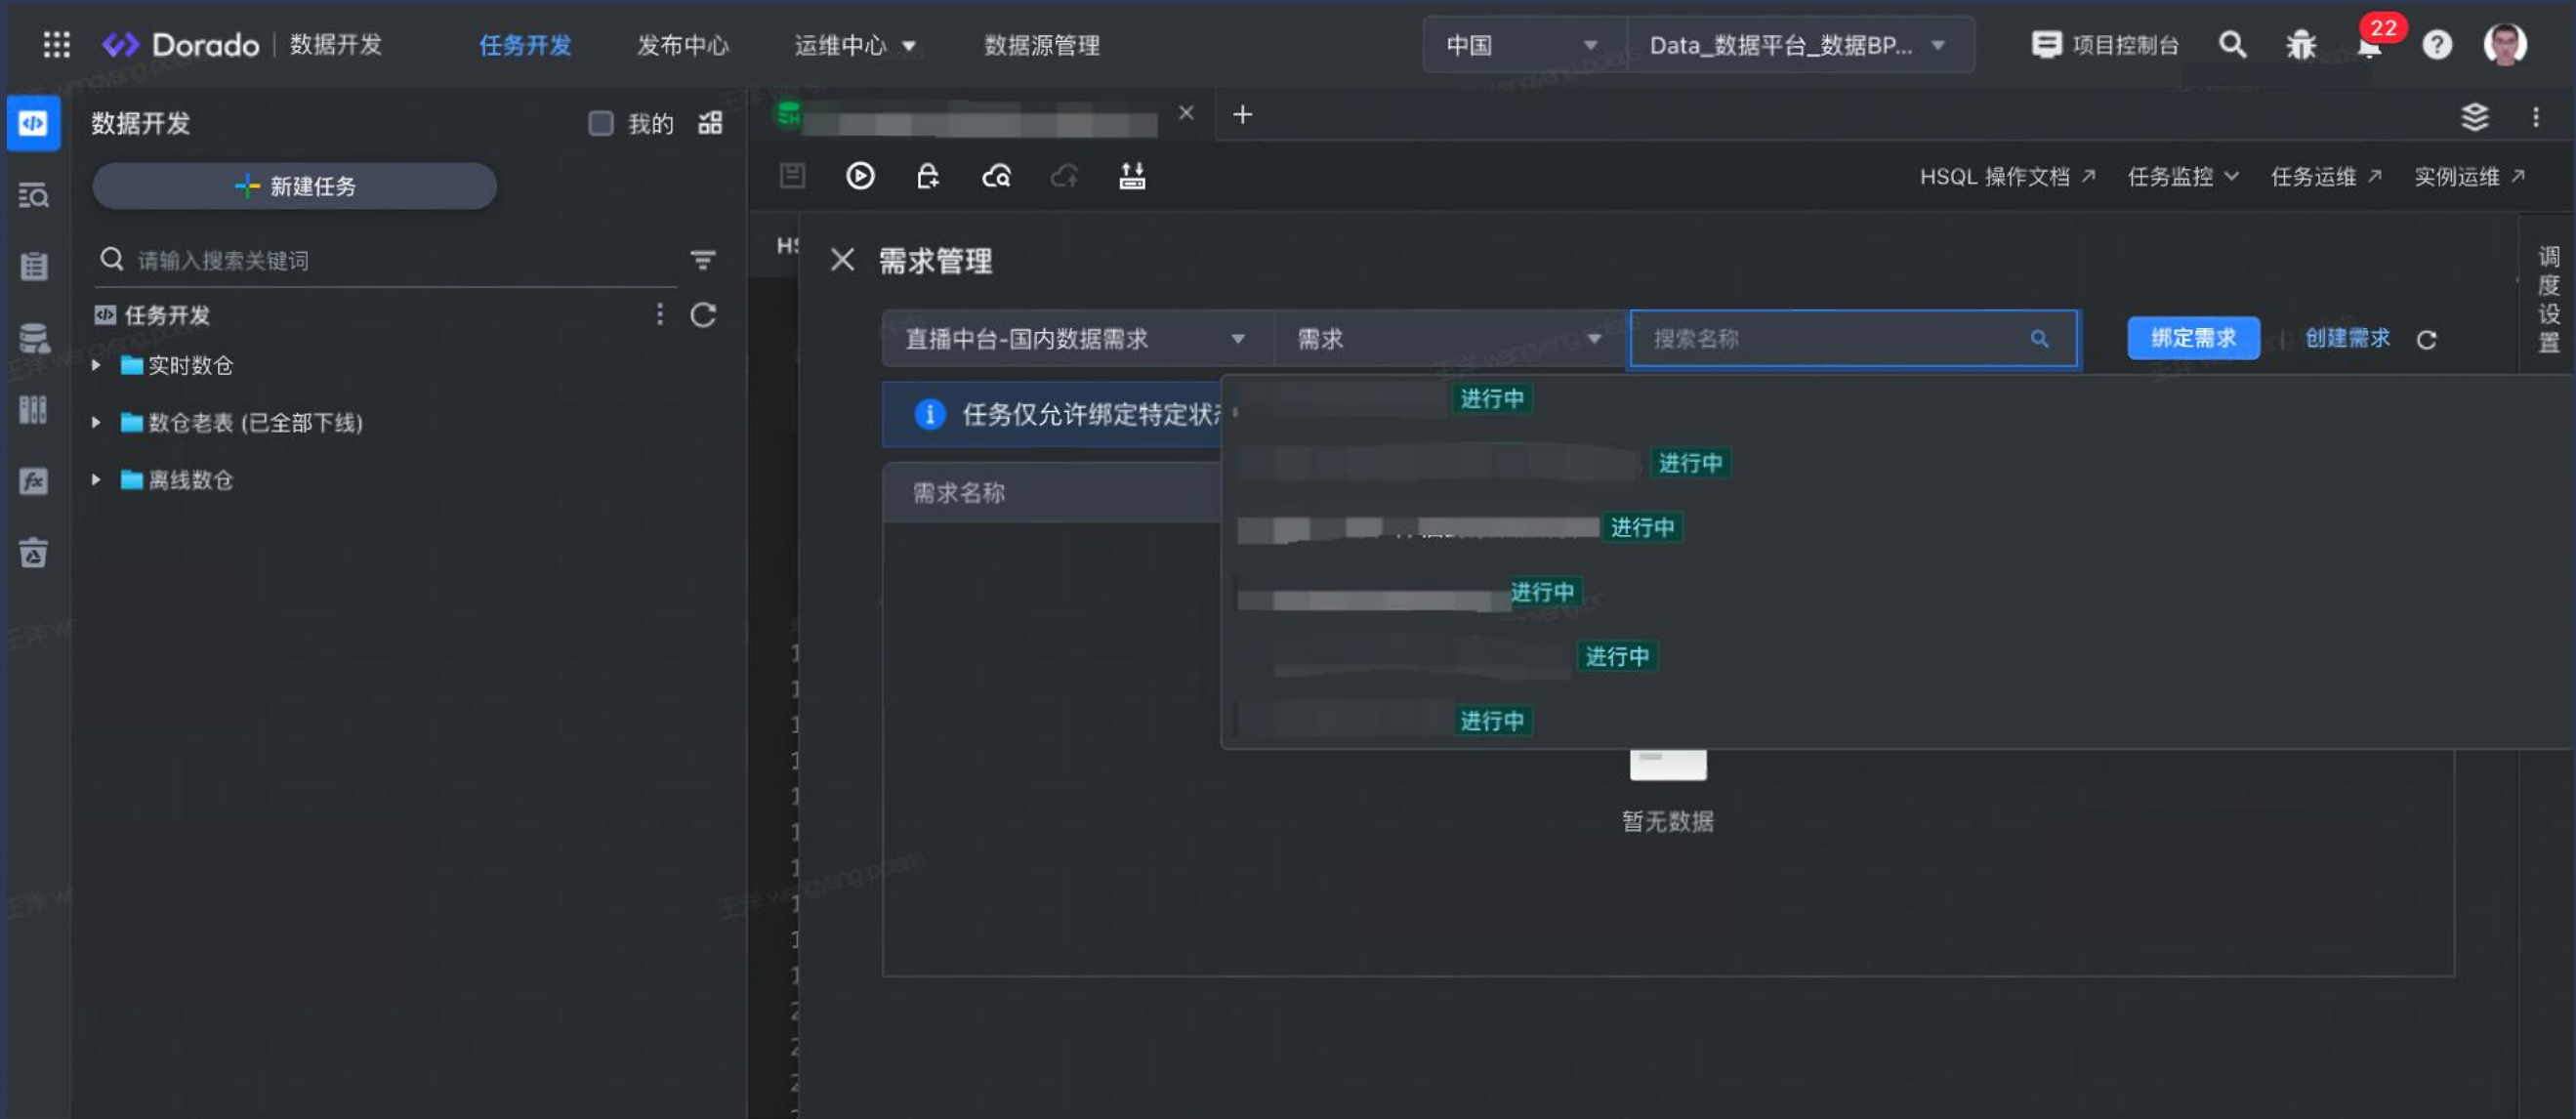 Dorado 数据开发 任务开发 发布中心 运维中心 数据源管理 中国 Data_数据平台_数据BP... 项目控制台 22
数据开发 我的
新建任务
HSQL 操作文档 任务监控 任务运维 实例运维
请输入搜索关键词
任务开发
实时数仓
数仓老表 (已全部下线)
离线数仓
需求管理
调度设置
直播中台-国内数据需求 需求 搜索名称 绑定需求 创建需求
任务仅允许绑定特定状
进行中
进行中
需求名称
进行中
进行中
进行中
进行中
暂无数据